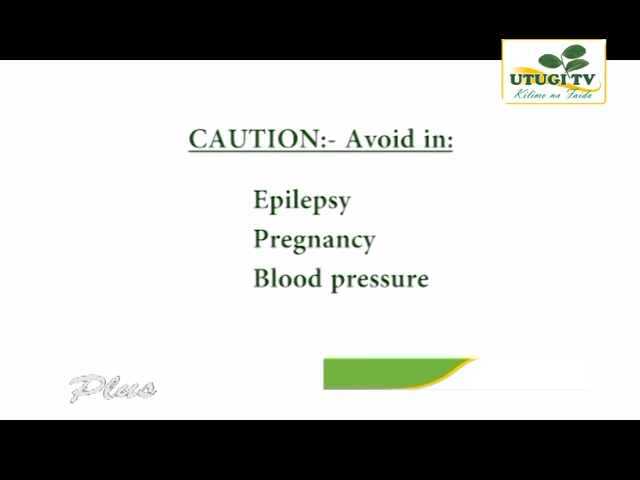 UTUGI TV
Kilimo na Faida
CAUTION:- Avoid in:
Epilepsy
Pregnancy
Blood pressure
Plus